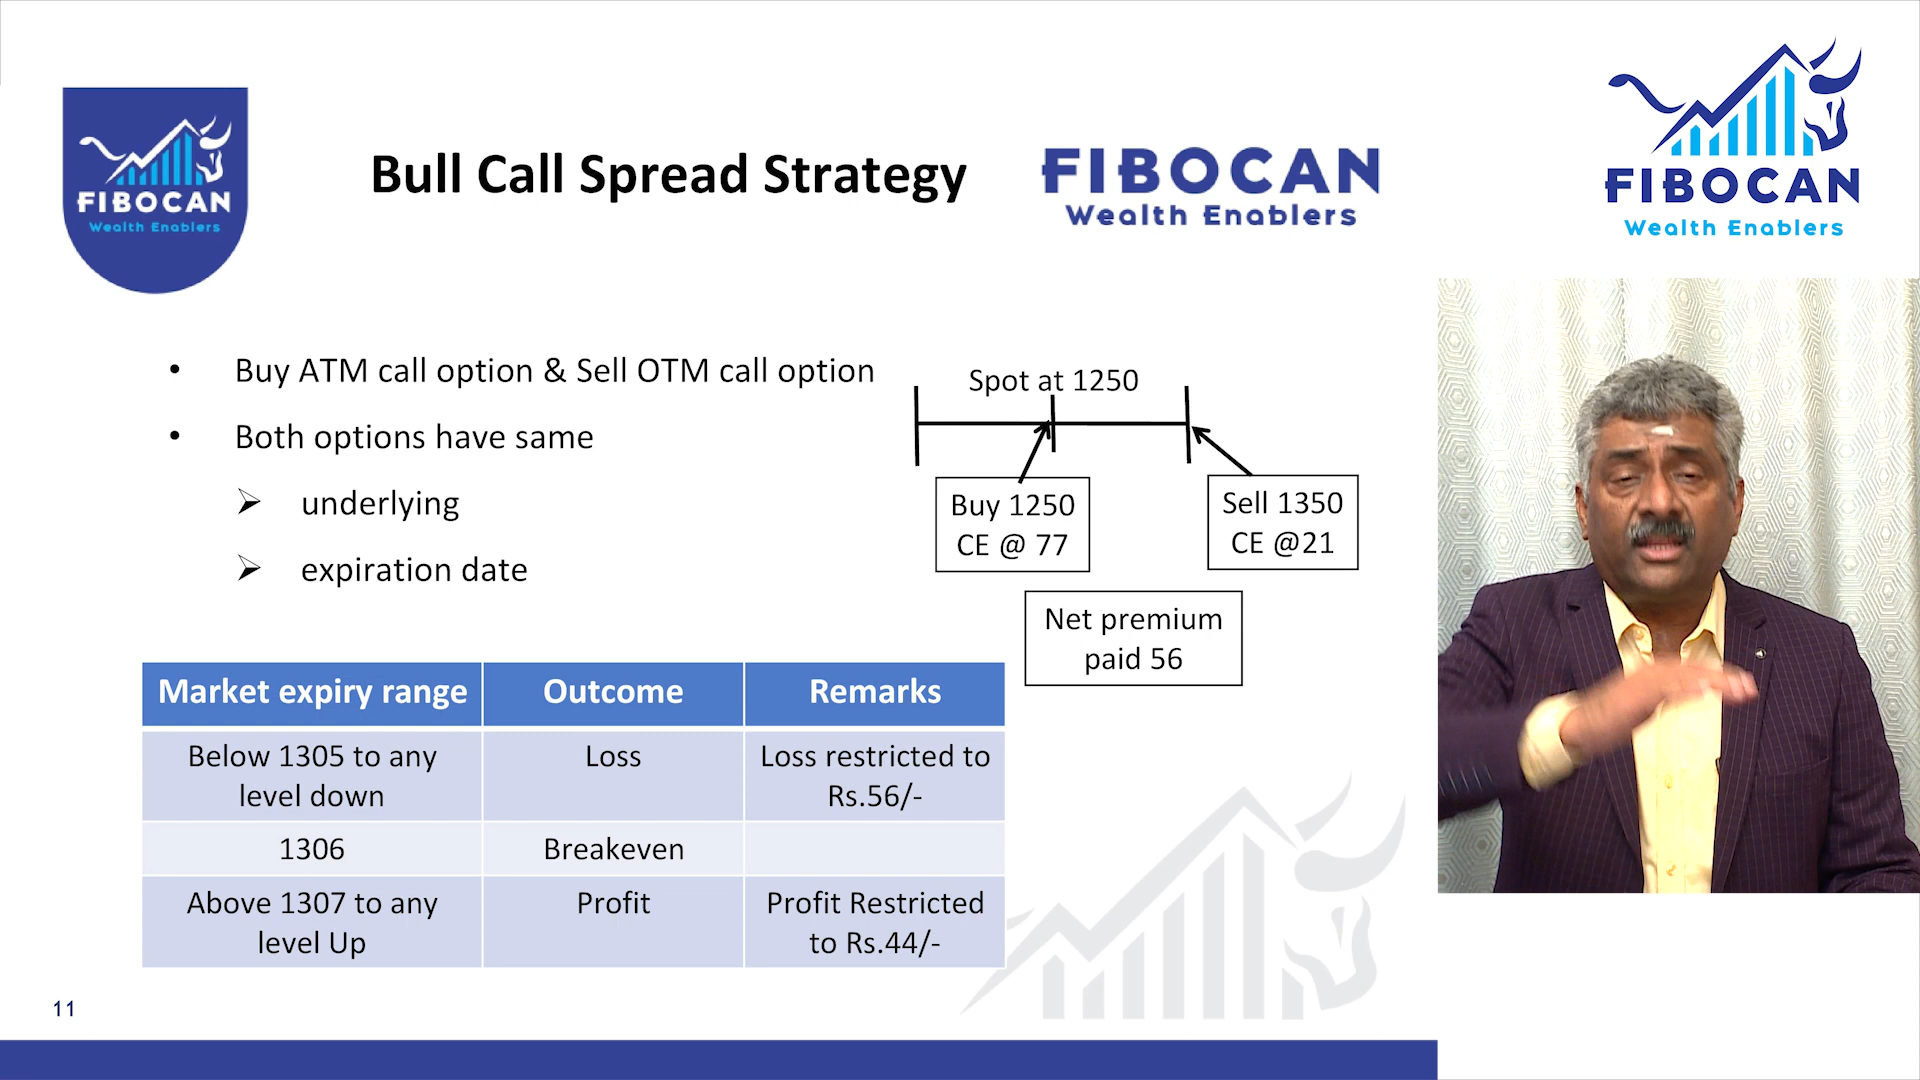 FIBOCAN
Wealth Enablers
Bull Call Spread Strategy
FIBOCAN
Wealth Enablers
FIBOCAN
Wealth Enablers
• Buy ATM call option & Sell OTM call option
• Both options have same
➢ underlying
➢ expiration date
Spot at 1250
Buy 1250
CE @ 77
Sell 1350
CE @21
Net premium
paid 56
Market expiry range Outcome Remarks
Below 1305 to any
level down
Loss
Loss restricted to
Rs.56/-
1306 Breakeven
Above 1307 to any
level Up
Profit
Profit Restricted
to Rs.44/-
11